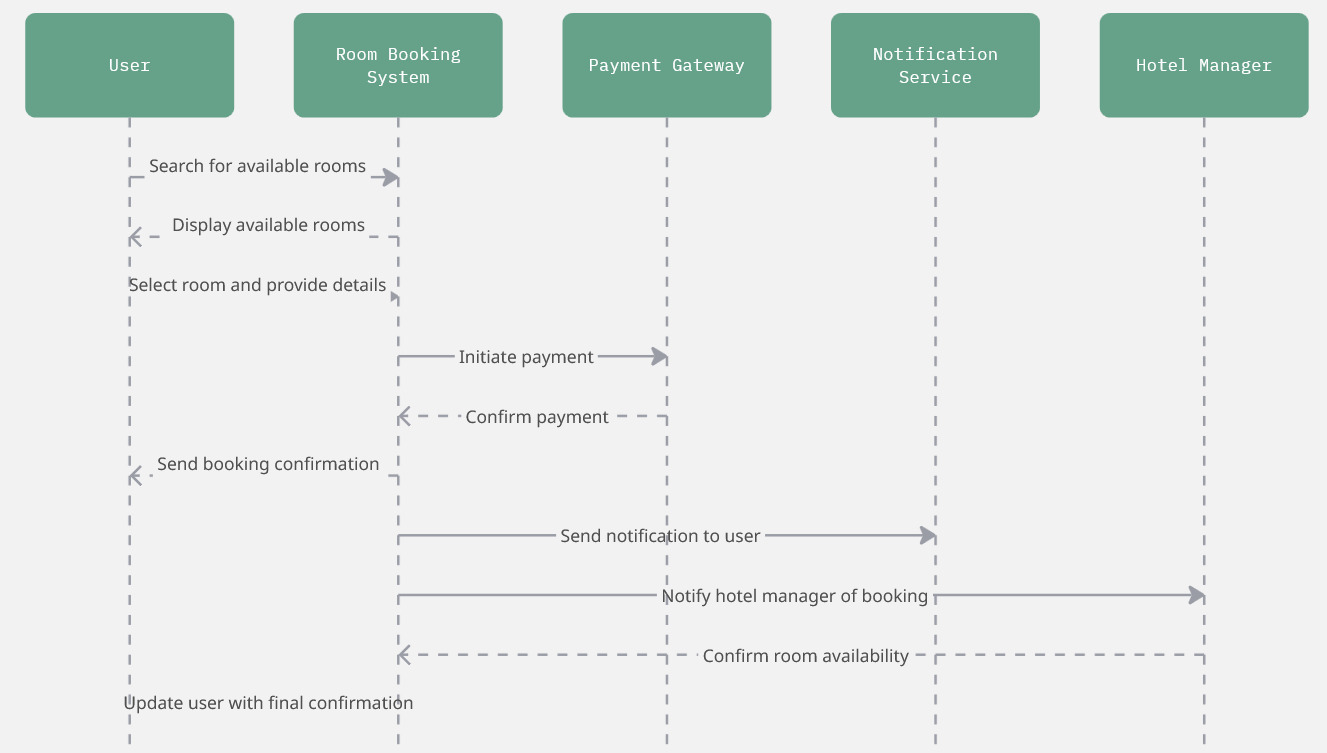 User
Room Booking
System
Payment Gateway
Notification
Service
Hotel Manager
Search for available rooms
Display available rooms
Select room and provide details
Initiate payment
Confirm payment
Send booking confirmation
Send notification to user
Notify hotel manager of booking
Confirm room availability
Update user with final confirmation